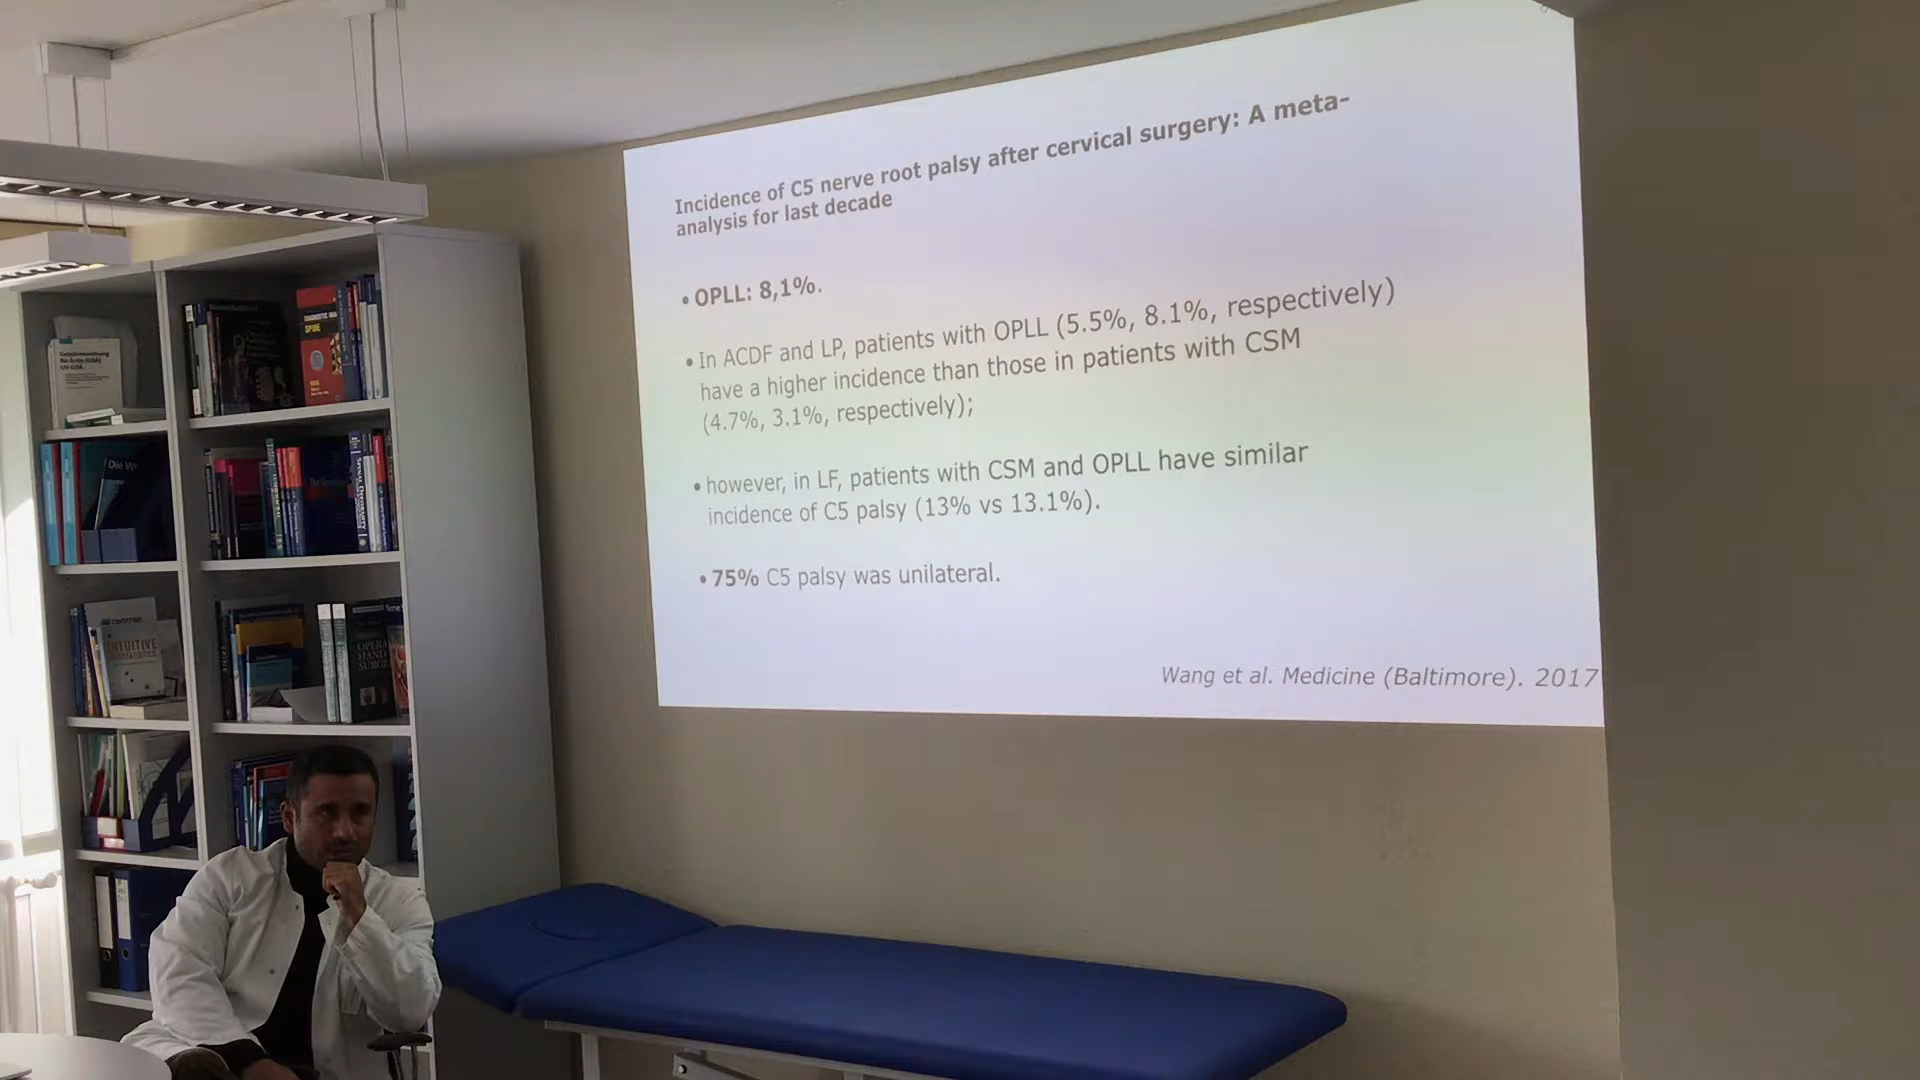 Incidence of C5 nerve root palsy after cervical surgery: A meta-
analysis for last decade
• OPLL: 8,1%.
• In ACDF and LP, patients with OPLL (5.5%, 8.1%, respectively)
have a higher incidence than those in patients with CSM
(4.7%, 3.1%, respectively);
• however, in LF, patients with CSM and OPLL have similar
incidence of C5 palsy (13% vs 13.1%).
• 75% C5 palsy was unilateral.
Wang et al. Medicine (Baltimore). 2017
SPINE
Die W
INTUITIVE
HAND